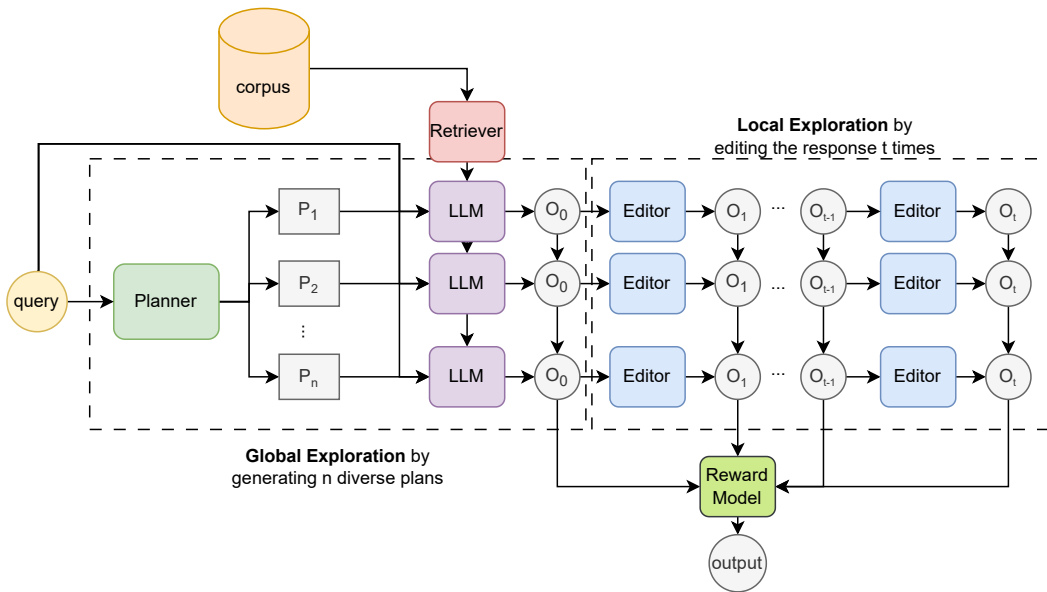 corpus
Retriever
Local Exploration by
editing the response t times
P1
LLM
O0
Editor
O1
...
Ot-1
Editor
Ot
query
Planner
P2
LLM
O0
Editor
O1
...
Ot-1
Editor
Ot
...
Pn
LLM
O0
Editor
O1
...
Ot-1
Editor
Ot
Global Exploration by
generating n diverse plans
Reward
Model
output